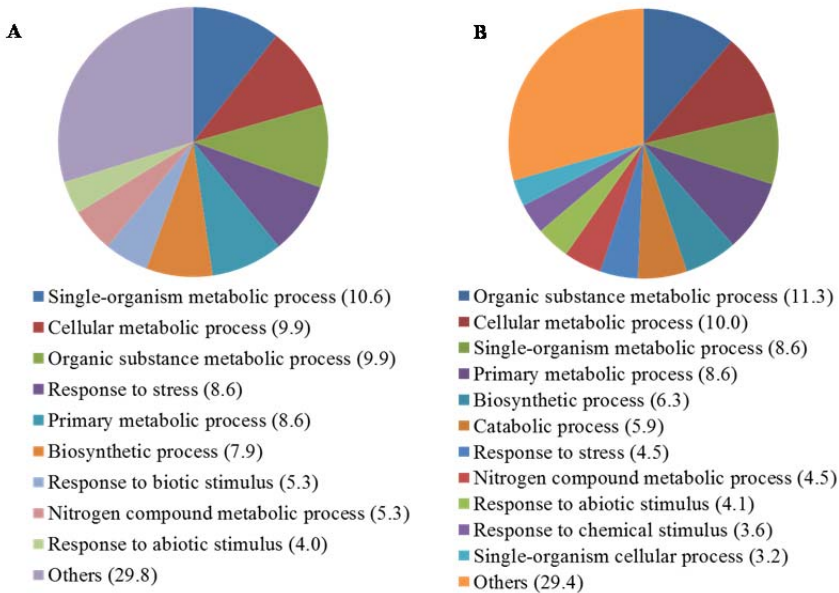 A
B
Single-organism metabolic process (10.6)
Cellular metabolic process (9.9)
Organic substance metabolic process (9.9)
Response to stress (8.6)
Primary metabolic process (8.6)
Biosynthetic process (7.9)
Response to biotic stimulus (5.3)
Nitrogen compound metabolic process (5.3)
Response to abiotic stimulus (4.0)
Others (29.8)
Organic substance metabolic process (11.3)
Cellular metabolic process (10.0)
Single-organism metabolic process (8.6)
Primary metabolic process (8.6)
Biosynthetic process (6.3)
Catabolic process (5.9)
Response to stress (4.5)
Nitrogen compound metabolic process (4.5)
Response to abiotic stimulus (4.1)
Response to chemical stimulus (3.6)
Single-organism cellular process (3.2)
Others (29.4)